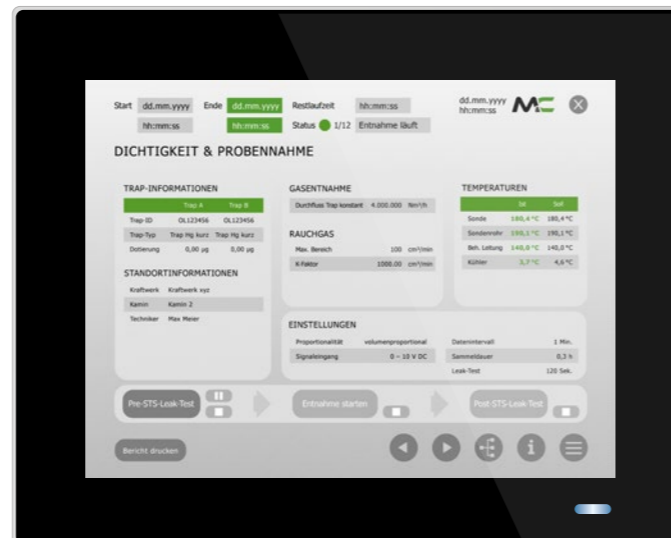 Start dd.mm.yyyy Ende dd.mm.yyyy Restlaufzeit hh:mm:ss dd.mm.yyyy MC
hh:mm:ss
hh:mm:ss hh:mm:ss Status 1/12 Entnahme läuft
DICHTIGKEIT & PROBENNAHME
TRAP-INFORMATIONEN
Trap A Trap B
Trap-ID OL123456 OL123456
Trap-Typ Trap Hg kurz Trap Hg kurz
Dotierung 0,00 µg 0,00 µg
STANDORTINFORMATIONEN
Kraftwerk Kraftwerk xyz
Kamin Kamin 2
Techniker Max Meier
GASENTNAHME
Durchfluss Trap konstant 4.000.000 Nm³/h
RAUCHGAS
Max. Bereich 100 cm³/min
K-Faktor 1000.00 cm³/min
TEMPERATUREN
Ist Soll
Sonde 180,4 °C 180,4 °C
Sondenrohr 190,1 °C 190,1 °C
Beh. Leitung 140,0 °C 140,0 °C
Kühler 3,7 °C 4,6 °C
EINSTELLUNGEN
Proportionalität volumenproportional Datenintervall 1 Min.
Signaleingang 0 – 10 V DC Sammeldauer 0,3 h
Leak-Test 120 Sek.
Pre-STS-Leak-Test Entnahme starten Post-STS-Leak-Test
Bericht drucken